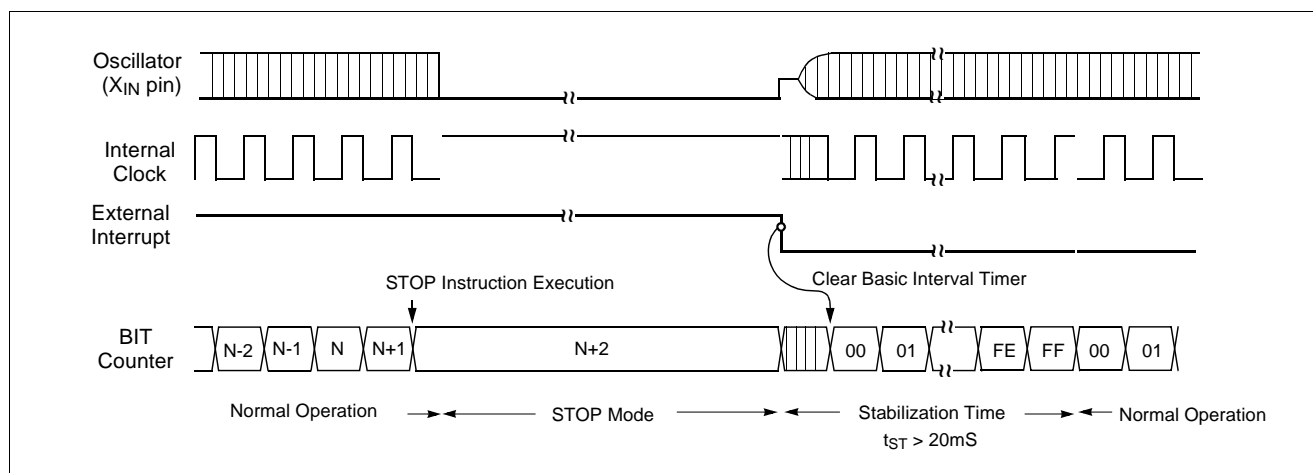 Oscillator
(XIN pin)
Internal
Clock
External
Interrupt
STOP Instruction Execution
Clear Basic Interval Timer
BIT
Counter
N-2 N-1 N N+1 N+2 00 01 FE FF 00 01
Normal Operation STOP Mode Stabilization Time Normal Operation
tST > 20mS